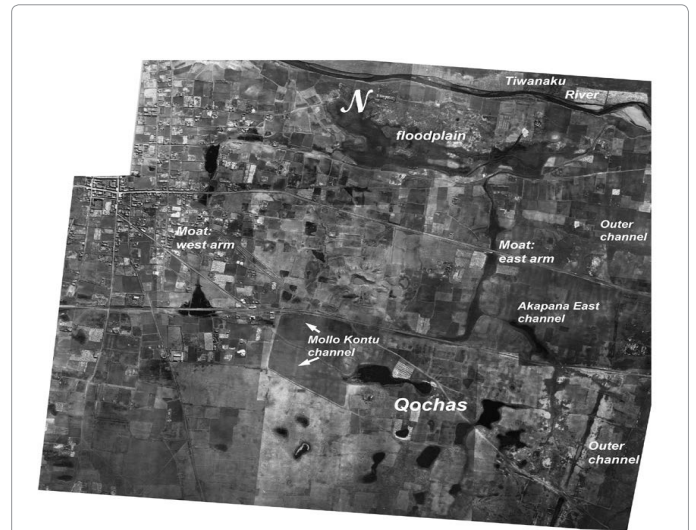 Tiwanaku
River
N
floodplain
Moat:
west arm
Moat:
east arm
Outer
channel
Akapana East
channel
Mollo Kontu
channel
Qochas
Outer
channel